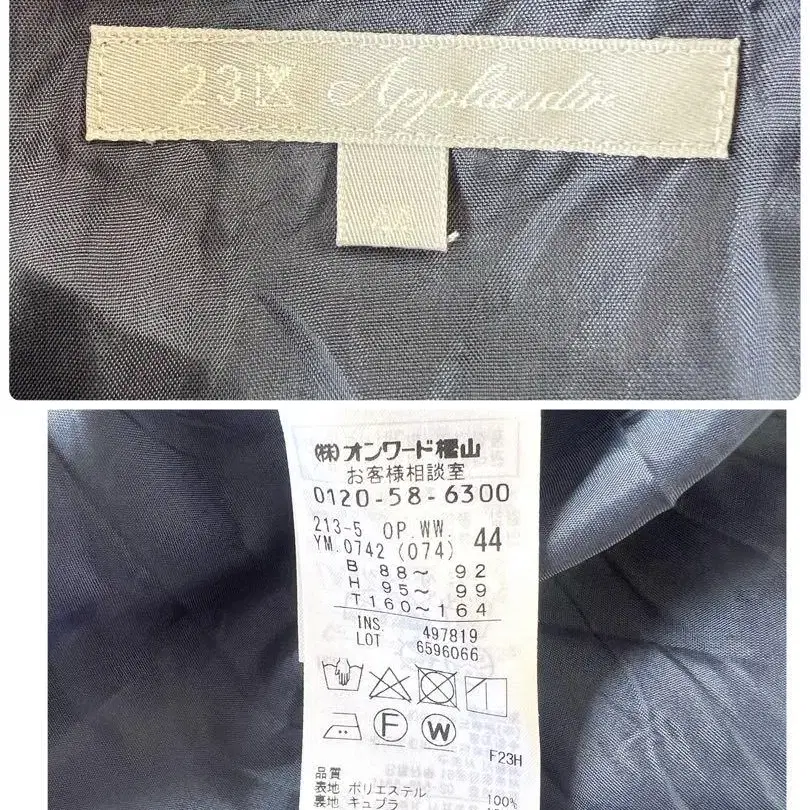 23区 Applaudir
44
(株)オンワード樫山
お客様相談室
0120-58-6300
213-5 OP.WW.
YM.0742 (074) 44
B 88～ 92
H 95～ 99
T 160～164
INS. 497819
LOT 6596066
F W
F23H
品質
表地 ポリエステル 100%
裏地 キュプラ